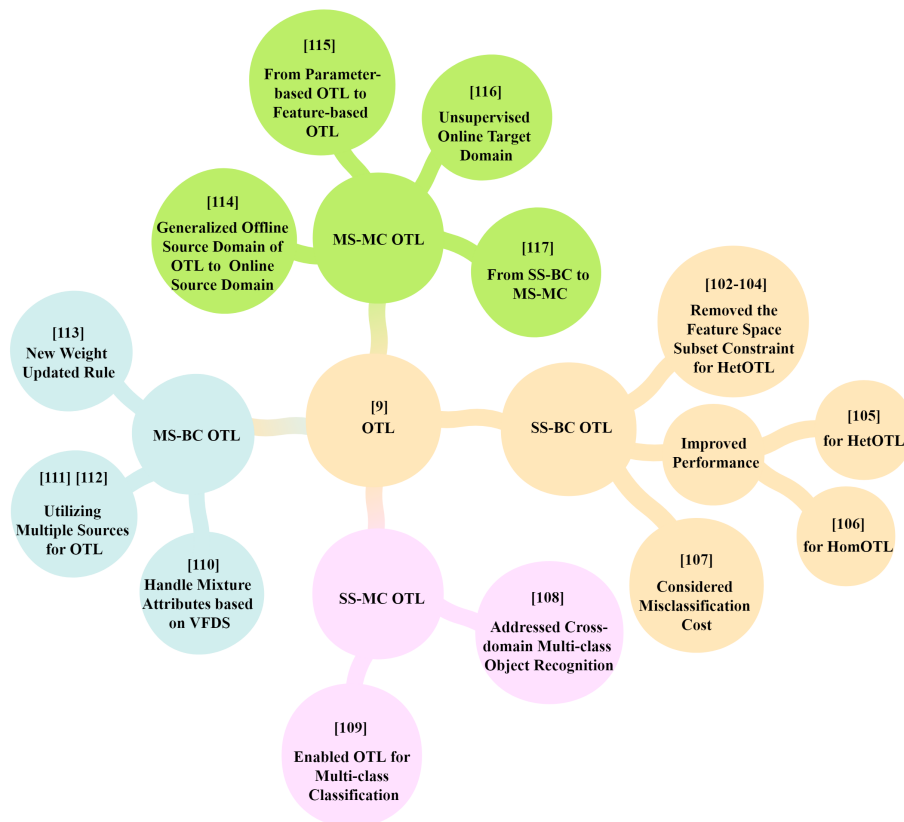 [115]
From Parameter-
based OTL to
Feature-based
OTL
[116]
Unsupervised
Online Target
Domain
[114]
Generalized Offline
Source Domain of
OTL to Online
Source Domain
MS-MC OTL
[117]
From SS-BC to
MS-MC
[102-104]
Removed the
Feature Space
Subset Constraint
for HetOTL
[113]
New Weight
Updated Rule
MS-BC OTL
[9]
OTL
SS-BC OTL
Improved
Performance
[105]
for HetOTL
[111] [112]
Utilizing
Multiple Sources
for OTL
[106]
for HomOTL
[110]
Handle Mixture
Attributes based
on VFDS
SS-MC OTL
[107]
Considered
Misclassification
Cost
[108]
Addressed Cross-
domain Multi-class
Object Recognition
[109]
Enabled OTL for
Multi-class
Classification